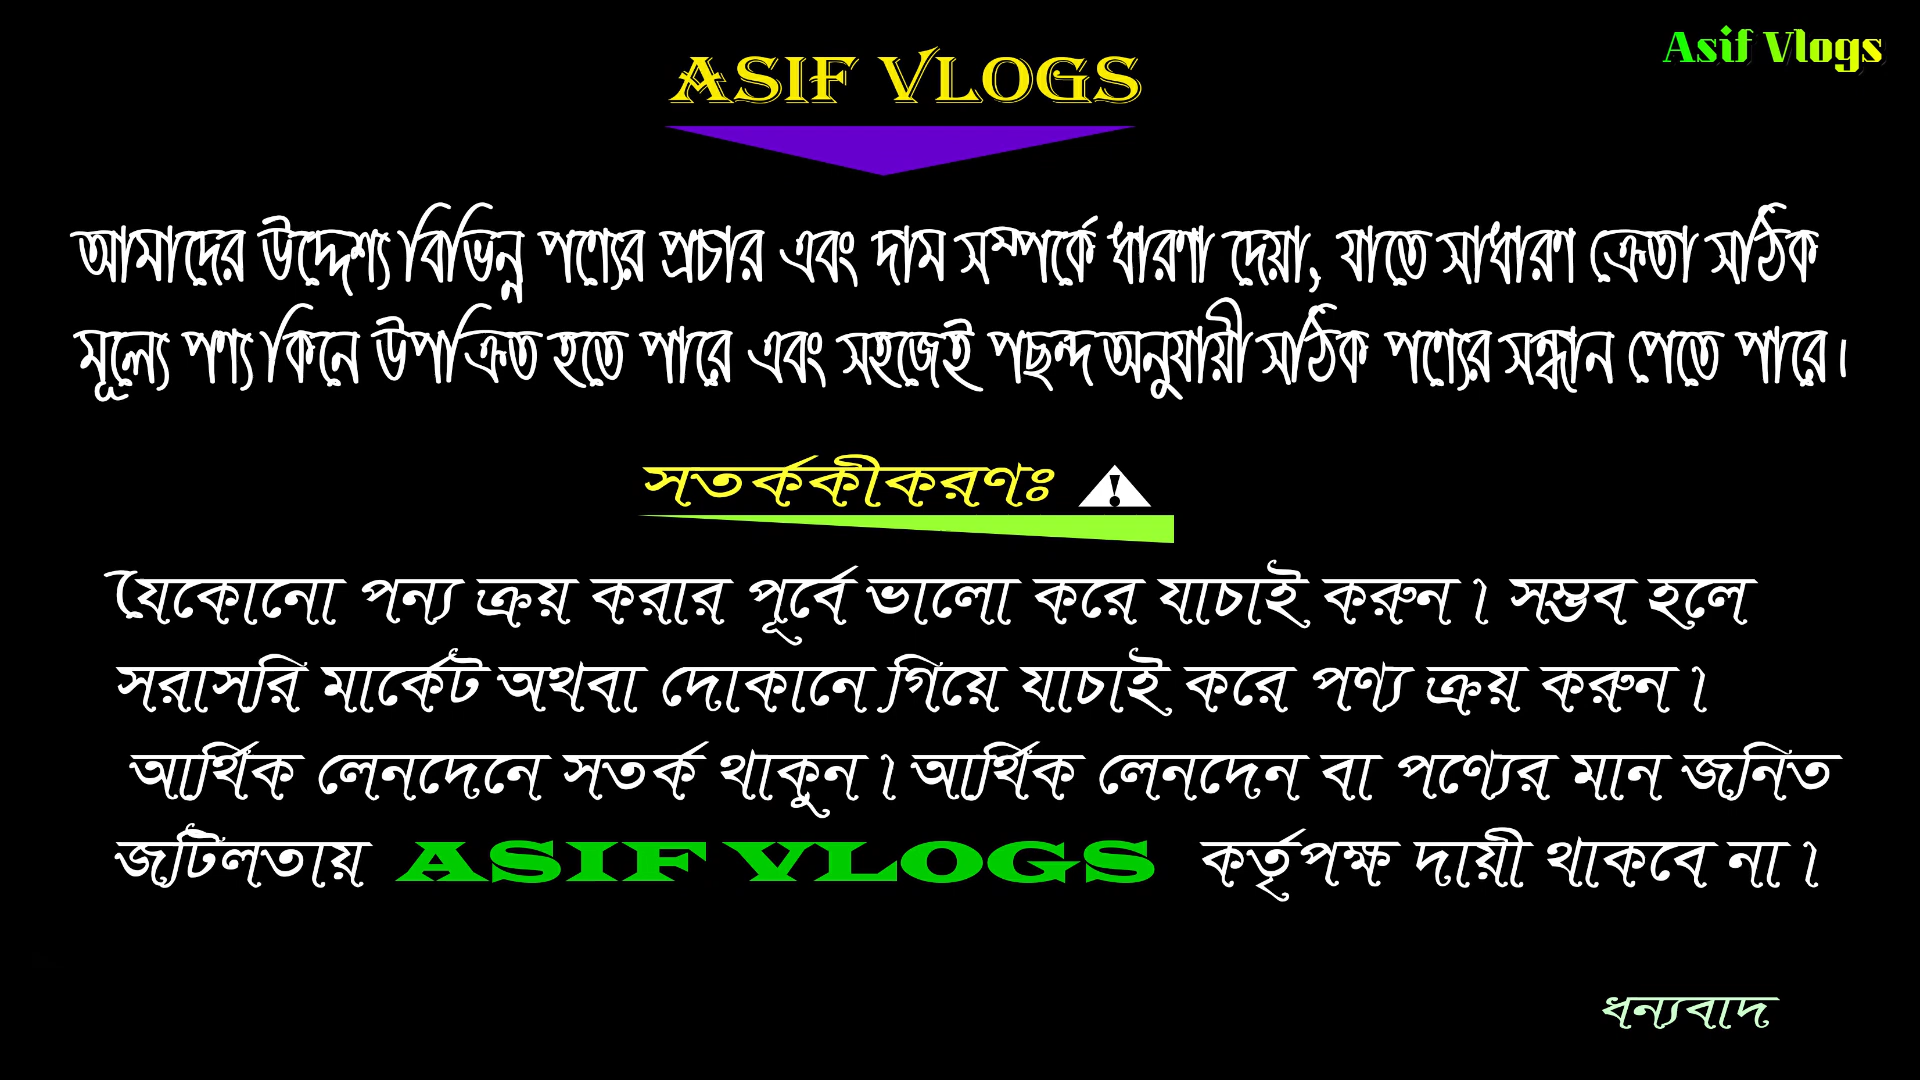 Asif Vlogs
ASIF VLOGS
আমাদের উদ্দেশ্য বিভিন্ন পণ্যের প্রচার এবং দাম সম্পর্কে ধারণা দেয়া, যাতে সাধারণ ক্রেতা সঠিক
মূল্যে পণ্য কিনে উপক্রিত হতে পারে এবং সহজেই পছন্দ অনুযায়ী সঠিক পণ্যের সন্ধান পেতে পারে।
সতর্ককীকরণঃ
যৈকোনো পন্য ক্রয় করার পূর্বে ভালো করে যাচাই করুন। সম্ভব হলে
সরাসরি মার্কেট অথবা দোকানে গিয়ে যাচাই করে পণ্য ক্রয় করুন।
আর্থিক লেনদেনে সতর্ক থাকুন। আর্থিক লেনদেন বা পণ্যের মান জনিত
জটিলতায় ASIF VLOGS কর্তৃপক্ষ দায়ী থাকবে না।
ধন্যবাদ